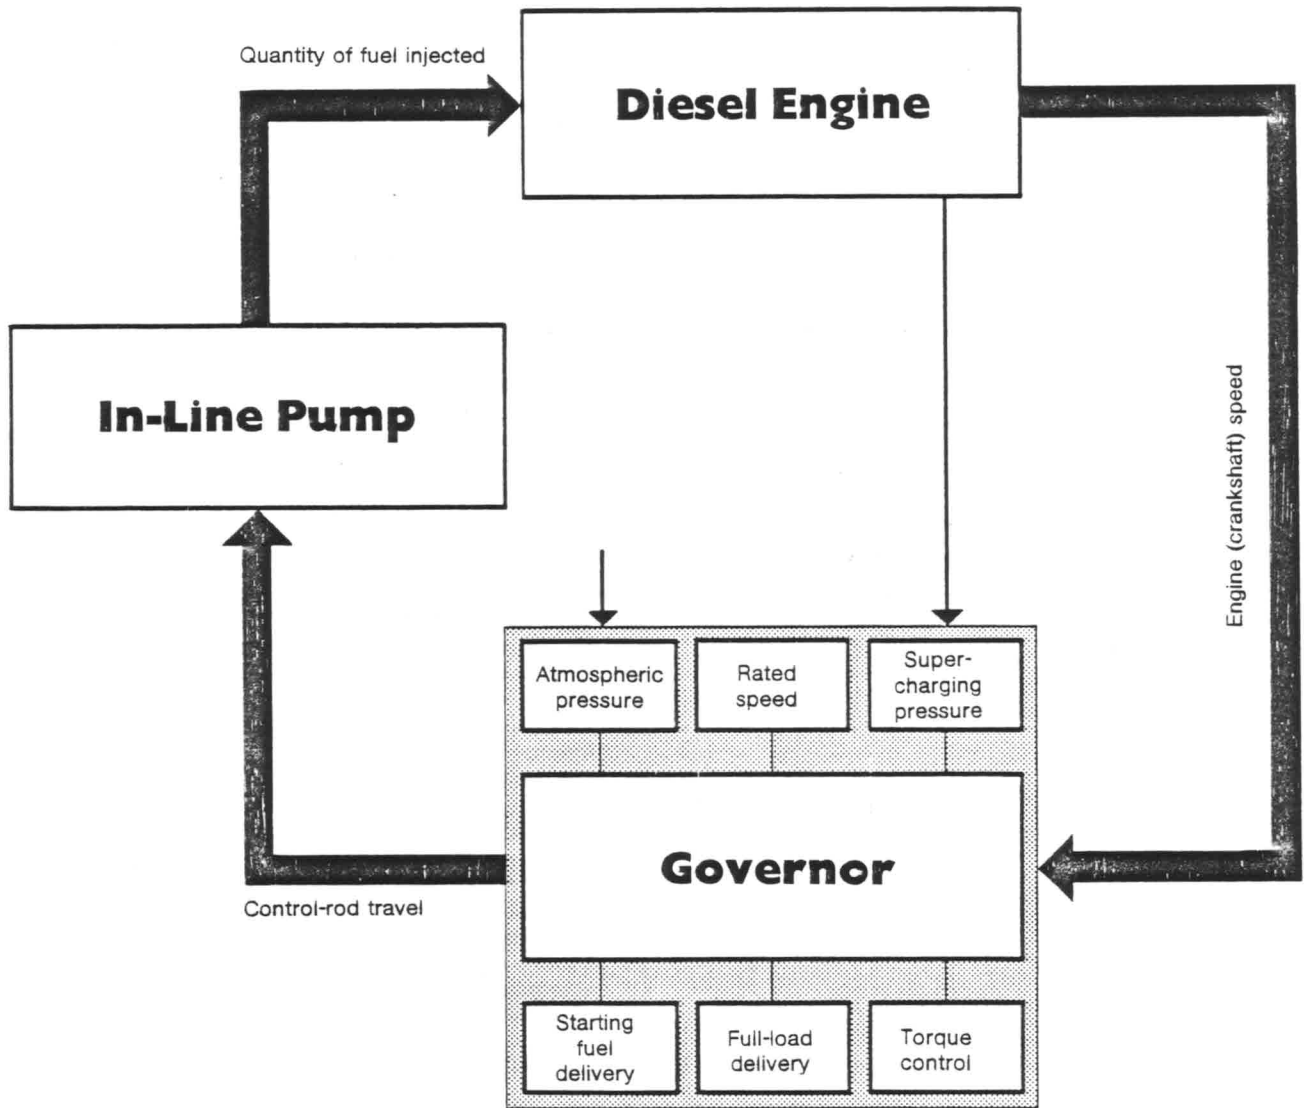 Quantity of fuel injected
Diesel Engine
In-Line Pump
Engine (crankshaft) speed
Atmospheric
pressure
Rated
speed
Super-
charging
pressure
Governor
Control-rod travel
Starting
fuel
delivery
Full-load
delivery
Torque
control